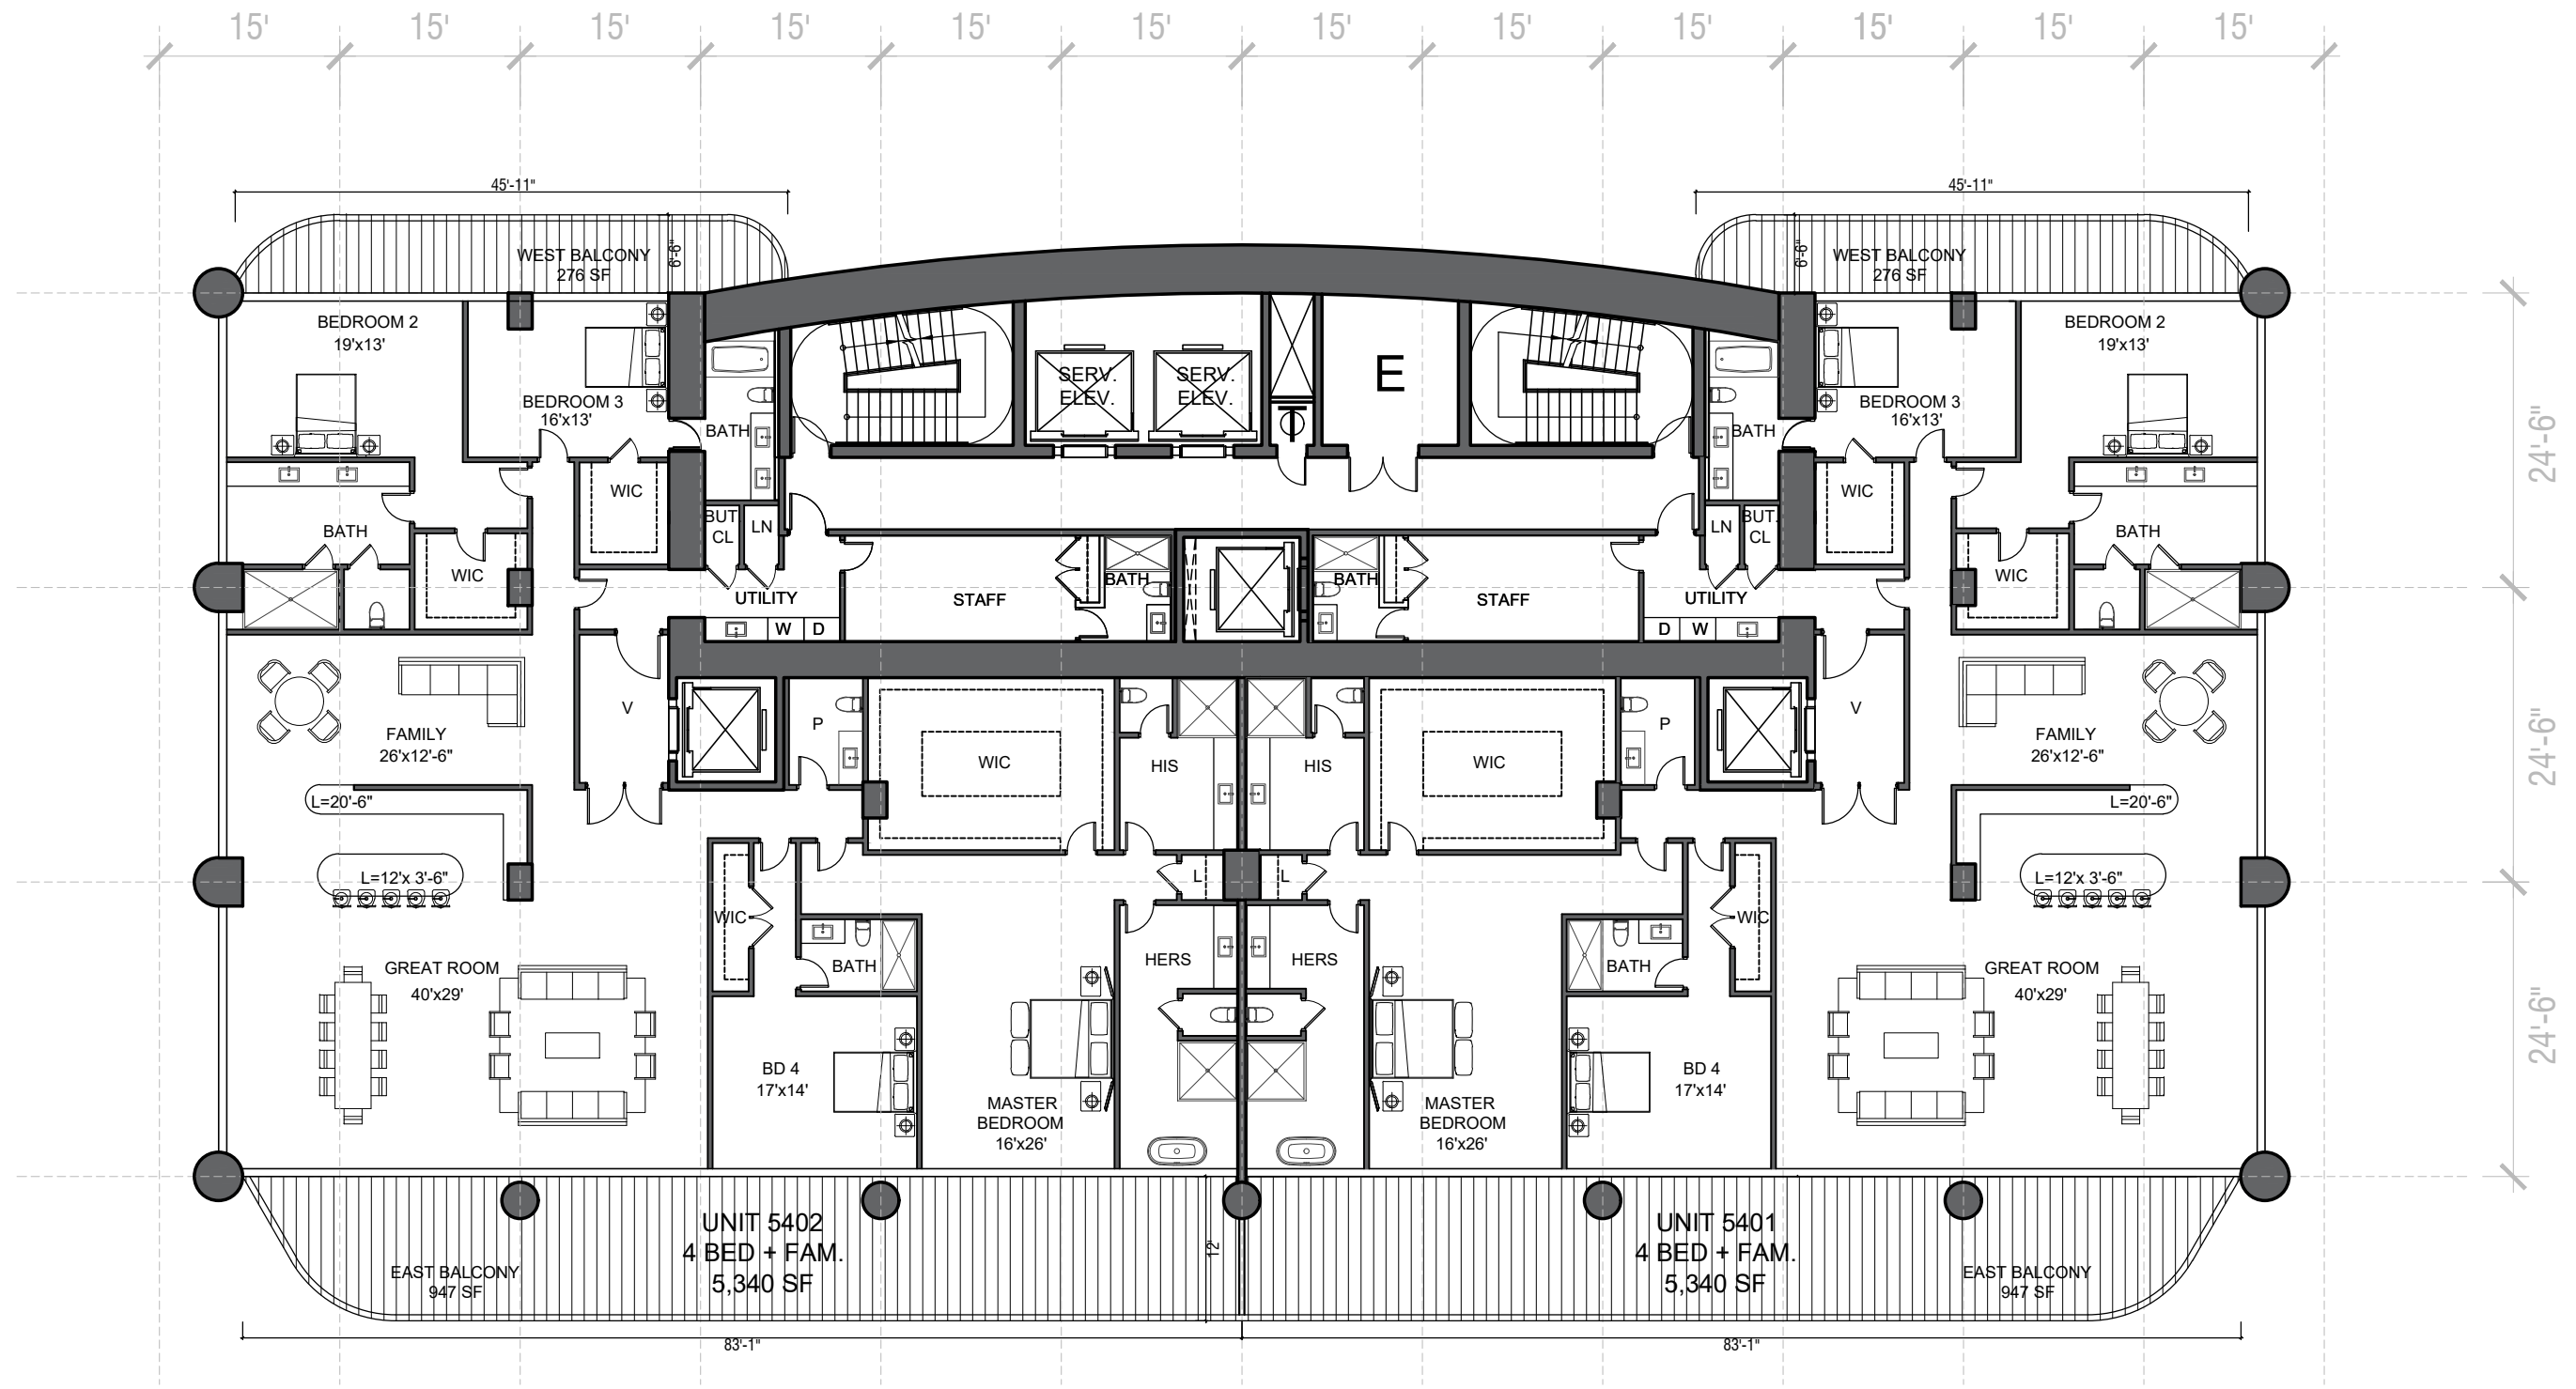 15' 15' 15' 15' 15' 15' 15' 15' 15' 15' 15' 15'
45'-11" 45'-11"
WEST BALCONY
276 SF
6'-6"
6'-6"
WEST BALCONY
276 SF
BEDROOM 2
19'x13'
BEDROOM 3
16'x13'
BATH
SERV.
ELEV.
SERV.
ELEV.
T
E
BATH
BEDROOM 3
16'x13'
BEDROOM 2
19'x13'
24'-6"
WIC
BUT
CL
LN
LN
BUT.
CL
WIC
BATH
WIC
UTILITY
W D
STAFF
BATH
BATH
STAFF
UTILITY
D W
WIC
BATH
FAMILY
26'x12'-6"
V
P
WIC
HIS
HIS
WIC
P
V
FAMILY
26'x12'-6"
24'-6"
L=20'-6"
L=20'-6"
L=12'x 3'-6"
L
L
L=12'x 3'-6"
WIC
BATH
HERS
HERS
BATH
WIC
GREAT ROOM
40'x29'
GREAT ROOM
40'x29'
24'-6"
BD 4
17'x14'
MASTER
BEDROOM
16'x26'
MASTER
BEDROOM
16'x26'
BD 4
17'x14'
UNIT 5402
4 BED + FAM.
5,340 SF
12'
UNIT 5401
4 BED + FAM.
5,340 SF
EAST BALCONY
947 SF
EAST BALCONY
947 SF
83'-1" 83'-1"